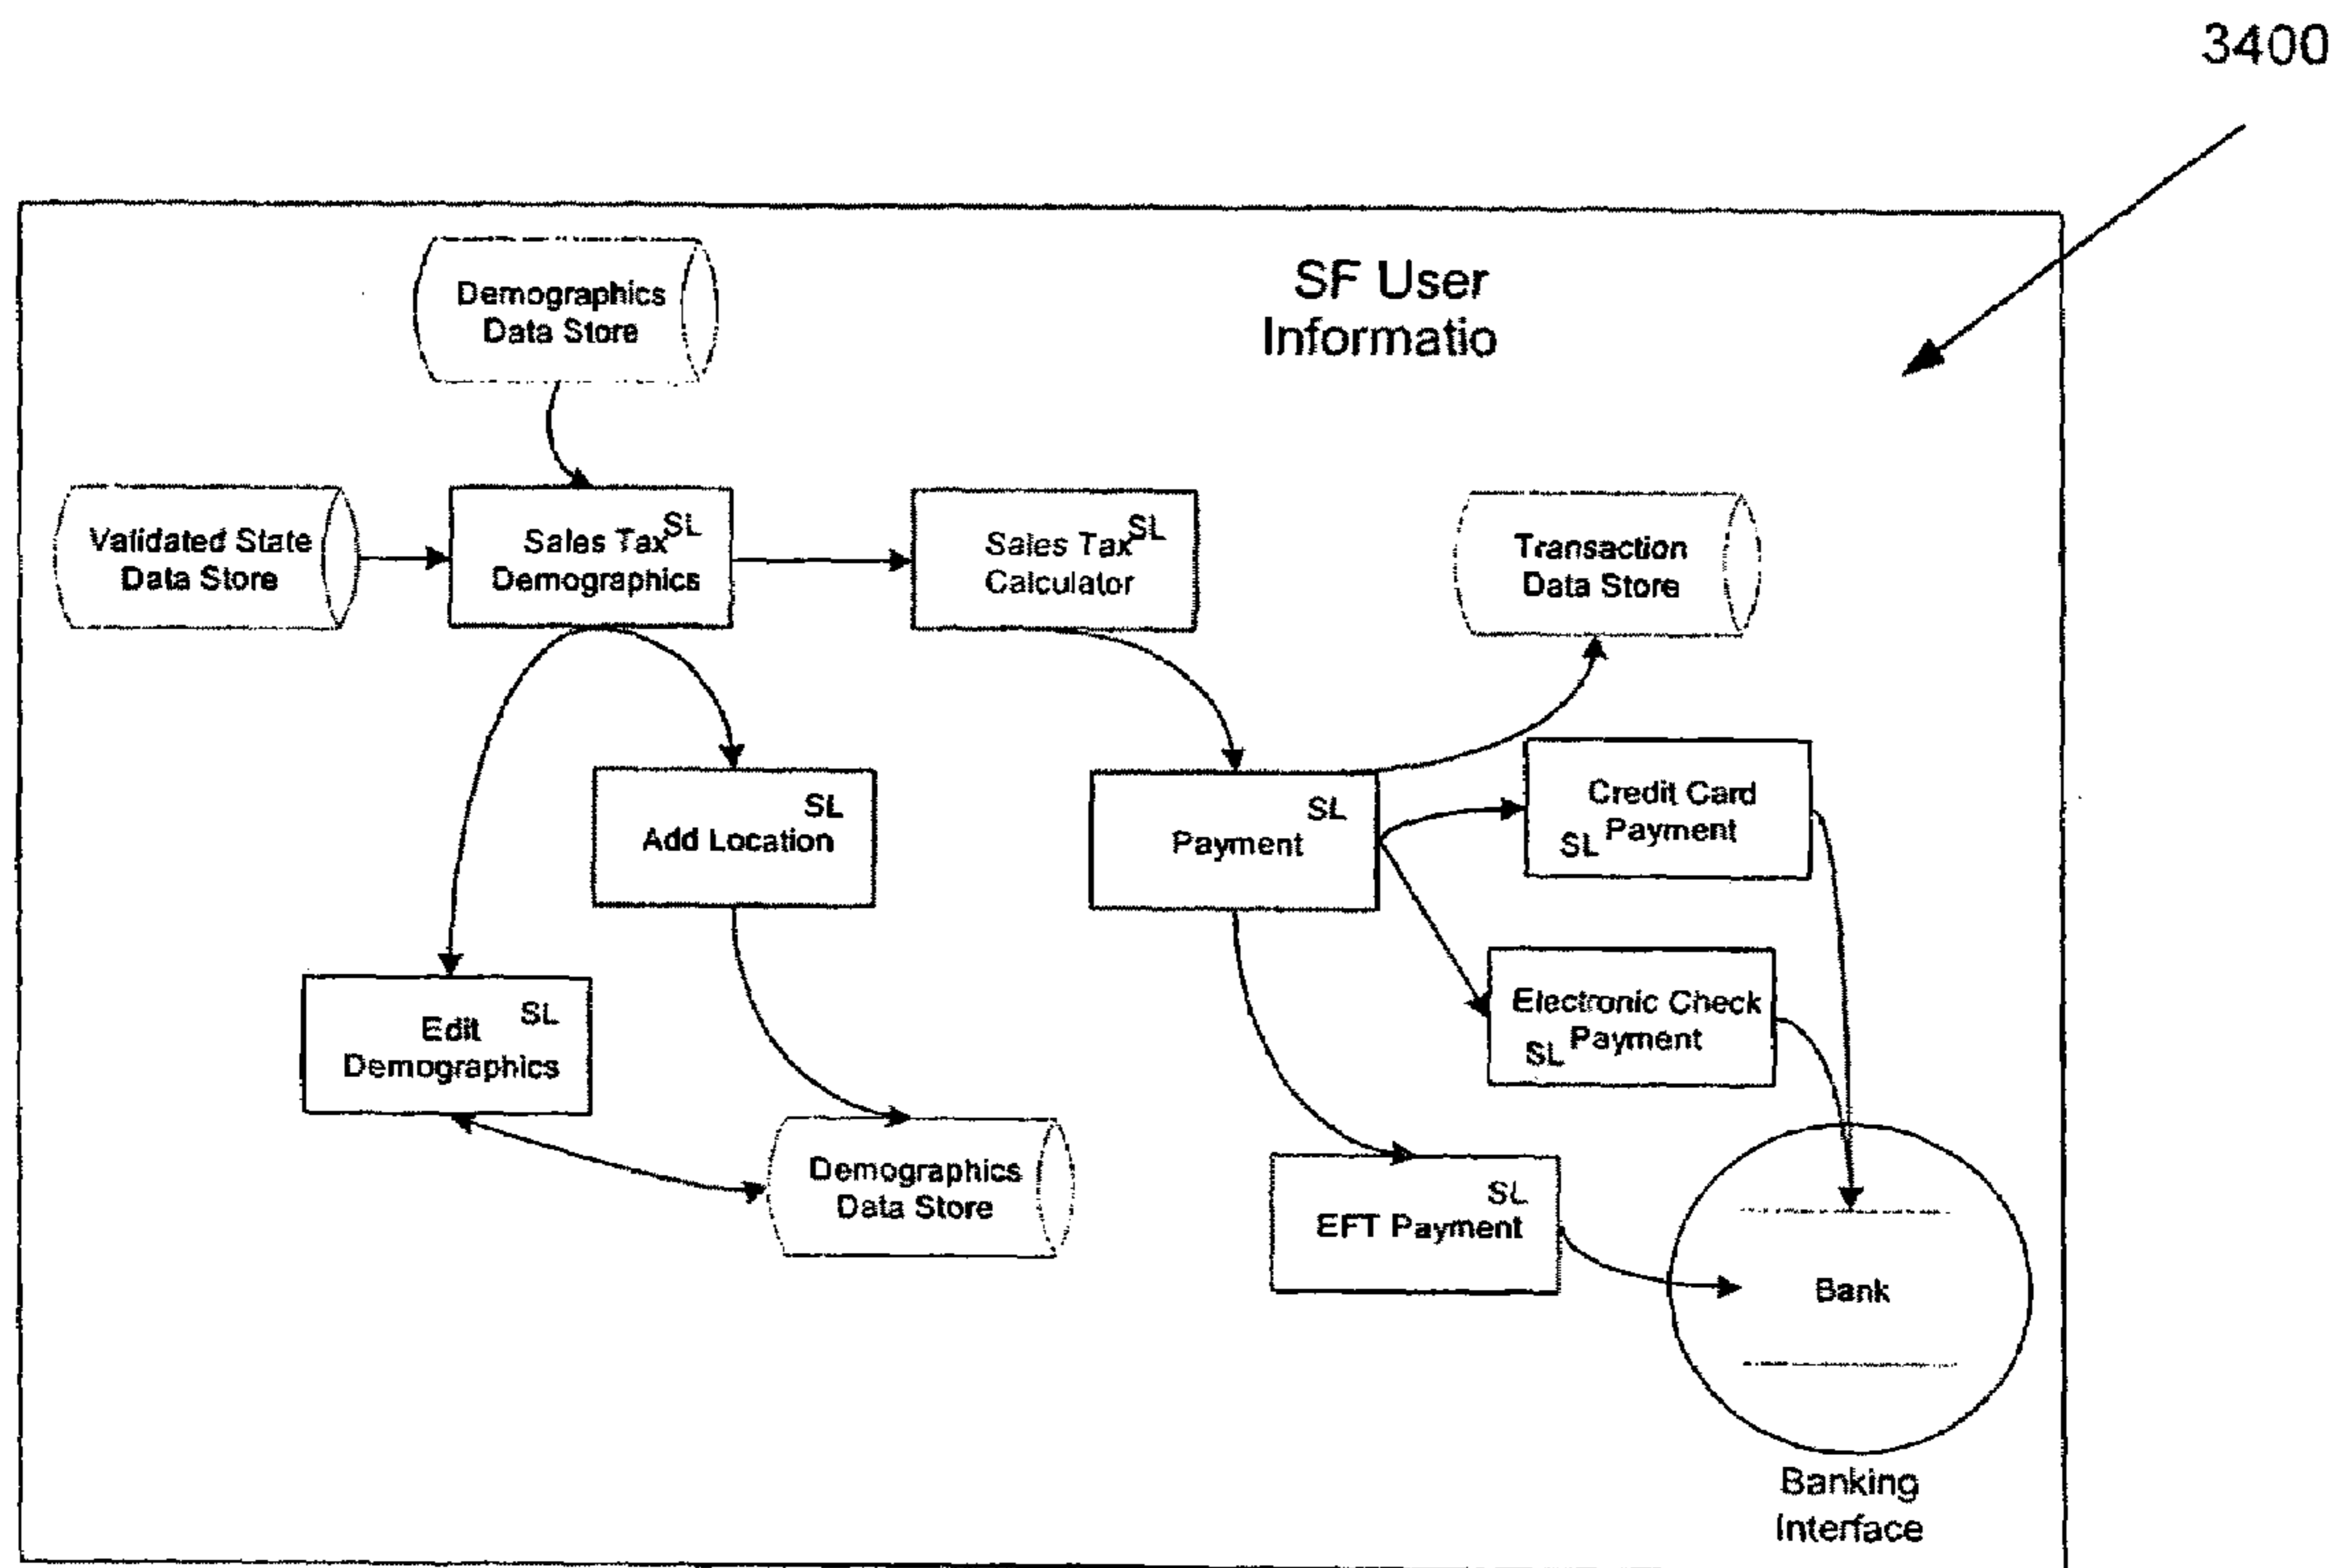 3400
SF User
Informatio
Demographics
Data Store
Validated State
Data Store
SL
Sales Tax
Demographics
SL
Sales Tax
Calculator
Transaction
Data Store
SL
Add Location
SL
Payment
Credit Card
Payment
SL
SL
Edit
Demographics
Electronic Check
Payment
SL
Demographics
Data Store
SL
EFT Payment
Bank
Banking
Interface